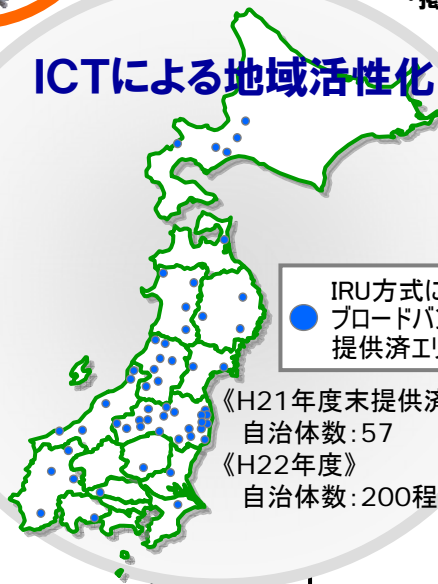 ICTによる地域活性化
IRU方式に
ブロードバン
提供済エリ
《H21年度末提供済
自治体数：57
《H22年度》
自治体数：200程